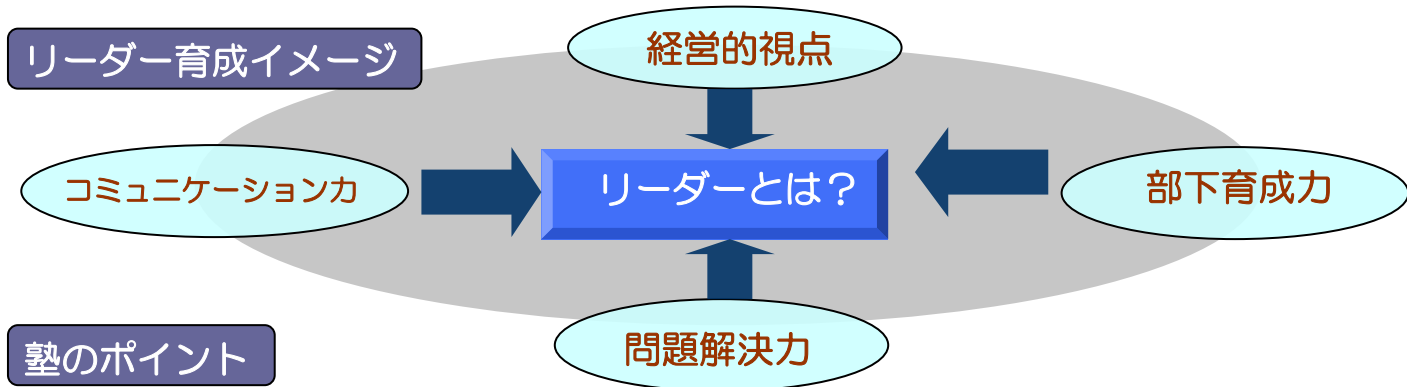 リーダー育成イメージ
経営的視点
コミュニケーション力
リーダーとは？
部下育成力
問題解決力
塾のポイント